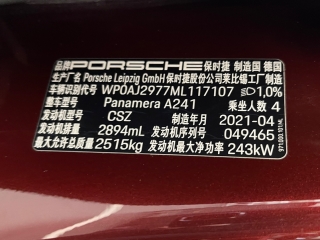 品牌 PORSCHE 保时捷 制造国 德国
生产厂名 Porsche Leipzig GmbH 保时捷股份公司莱比锡工厂制造
车辆识别代号 WP0AJ2977ML117107 1,0%
整车型号 Panamera A241 乘坐人数 4
发动机型号 CSZ 制造年月 2021-04
发动机排量 2894mL 发动机系列号 049465
最大允许总质量 2515kg 发动机最大净功率 243kW